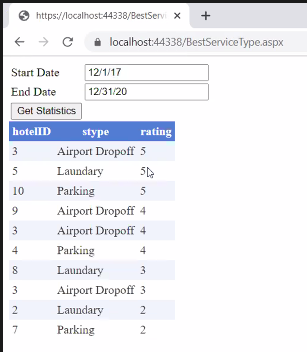 https://localhost:44338/BestServ
localhost:44338/BestServiceType.aspx
Start Date 12/1/17
End Date 12/31/20
Get Statistics
hotelID stype rating
3 Airport Dropoff 5
5 Laundary 5
10 Parking 5
9 Airport Dropoff 4
3 Airport Dropoff 4
4 Parking 4
8 Laundary 3
3 Airport Dropoff 3
2 Laundary 2
7 Parking 2